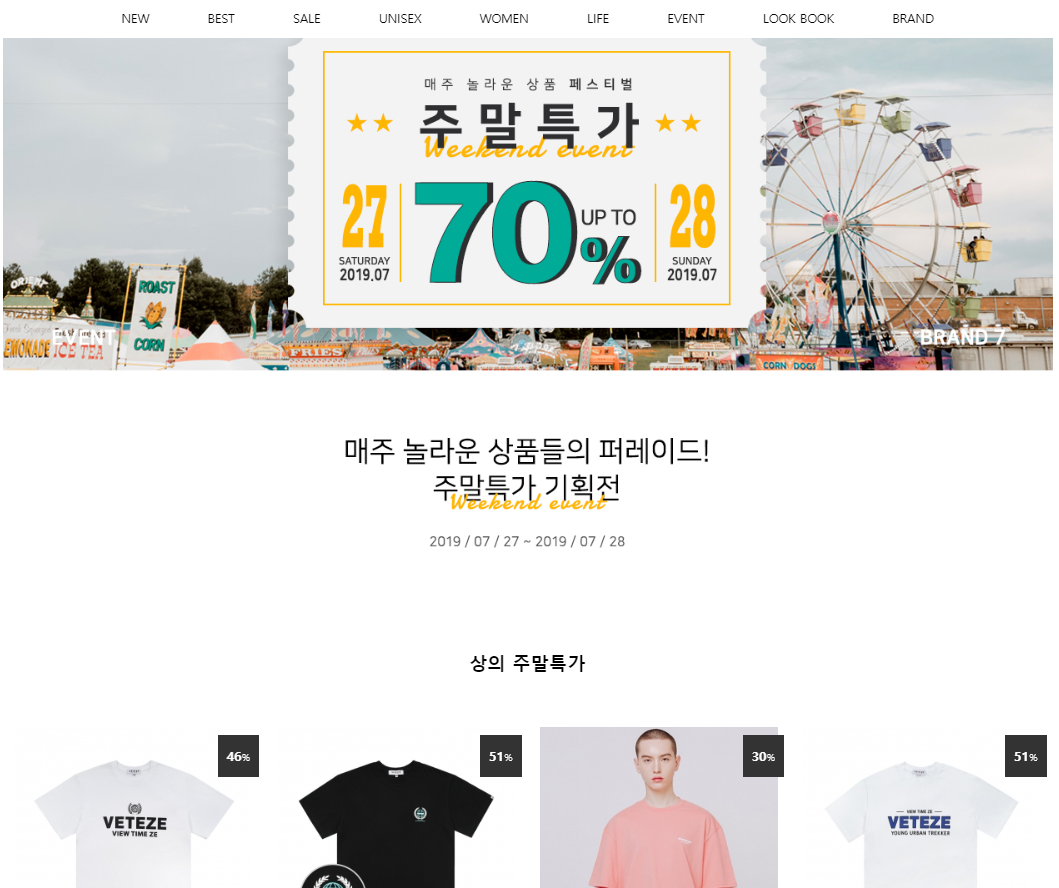 NEW BEST SALE UNISEX WOMEN LIFE EVENT LOOK BOOK BRAND
매주 놀라운 상품 페스티벌
★★ 주말특가 ★★
Weekend event
27
SATURDAY
2019.07
70%
UP TO
28
SUNDAY
2019.07
ORIENT
ROAST
CORN
LEMONADE
ICE TEA
FRIES
CORN DOGS
EVENT
BRAND 7
매주 놀라운 상품들의 퍼레이드!
주말특가 기획전
Weekend event
2019 / 07 / 27 ~ 2019 / 07 / 28
상의 주말특가
46%
51%
30%
51%
VETEZE
VIEW TIME ZE
VIEW TIME ZE
VETEZE
YOUNG URBAN TREKKER